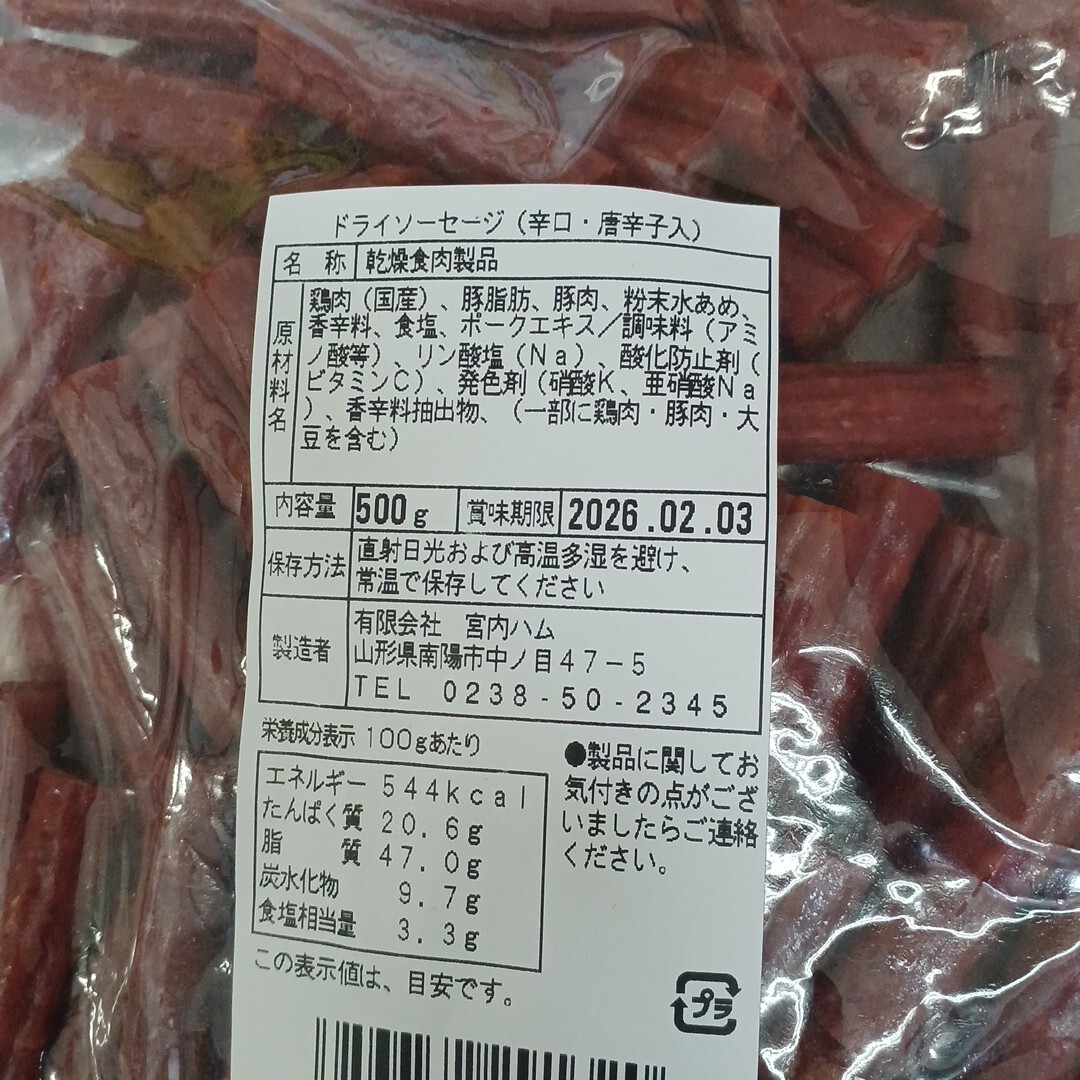 ドライソーセージ（辛口・唐辛子入）
名　称　乾燥食肉製品
原材料名
鶏肉（国産）、豚脂肪、豚肉、粉末水あめ、
香辛料、食塩、ポークエキス／調味料（アミ
ノ酸等）、リン酸塩（Ｎａ）、酸化防止剤（
ビタミンＣ）、発色剤（硝酸Ｋ、亜硝酸Ｎａ
）、香辛料抽出物、（一部に鶏肉・豚肉・大
豆を含む）
内容量　500ｇ　賞味期限　2026.02.03
保存方法
直射日光および高温多湿を避け、
常温で保存してください
製造者
有限会社　宮内ハム
山形県南陽市中ノ目４７－５
ＴＥＬ　０２３８-５０-２３４５
栄養成分表示　100gあたり
エネルギー　５４４ｋｃａｌ
たんぱく質　２０．６ｇ
脂　　　質　４７．０ｇ
炭水化物　９．７ｇ
食塩相当量　３．３ｇ
この表示値は、目安です。
●製品に関してお
気付きの点がござ
いましたらご連絡
ください。
プラ